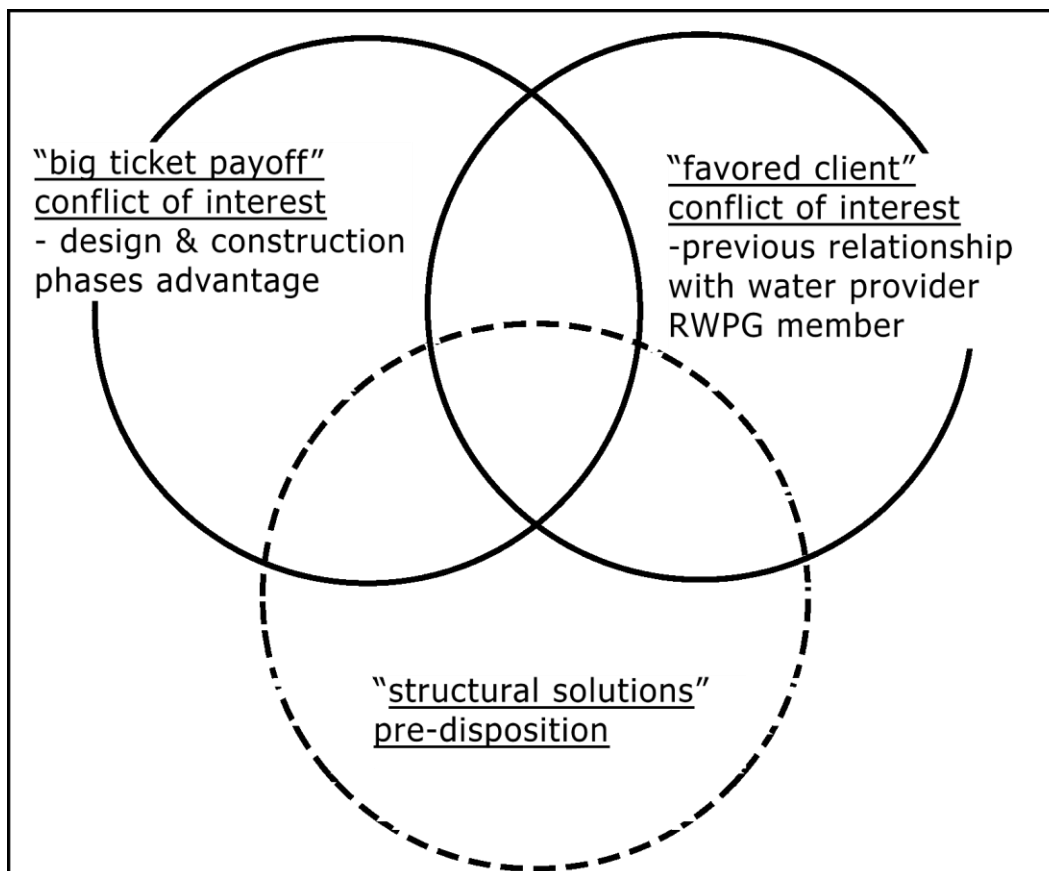 “big ticket payoff”
conflict of interest
- design & construction
phases advantage
“favored client”
conflict of interest
-previous relationship
with water provider
RWPG member
“structural solutions”
pre-disposition